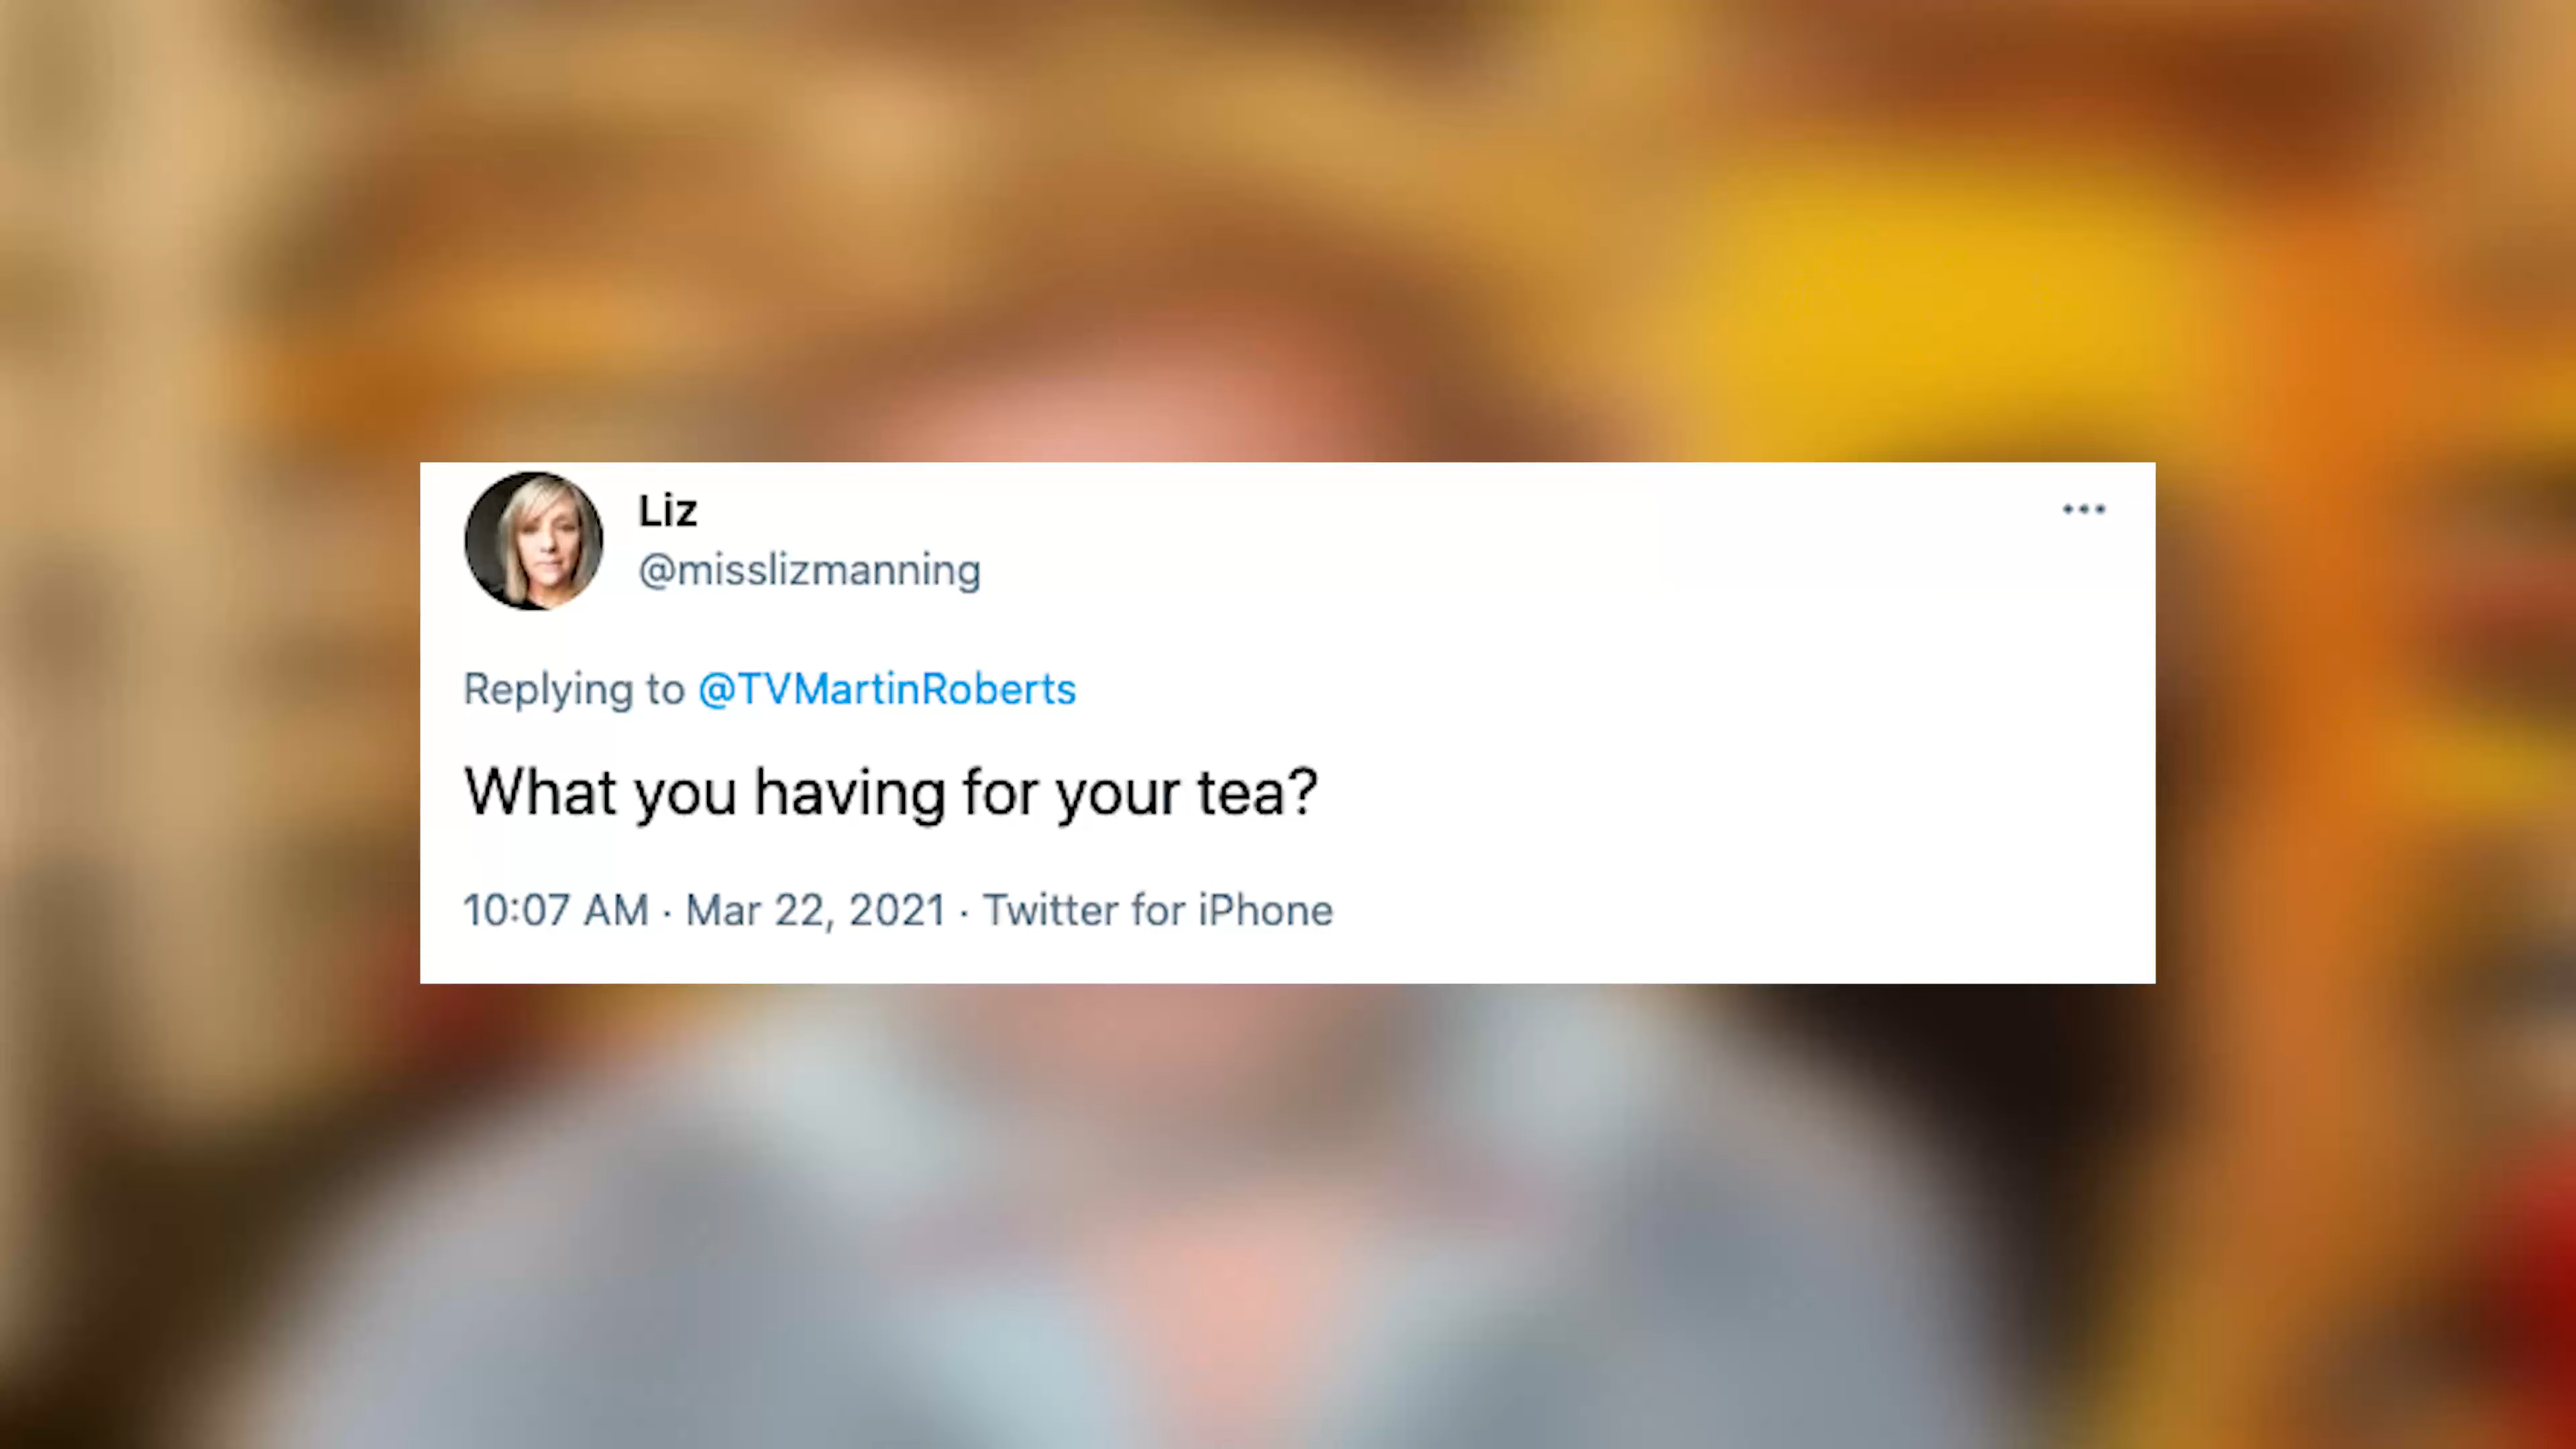 Liz
@misslizmanning
Replying to @TVMartinRoberts
What you having for your tea?
10:07 AM · Mar 22, 2021 · Twitter for iPhone